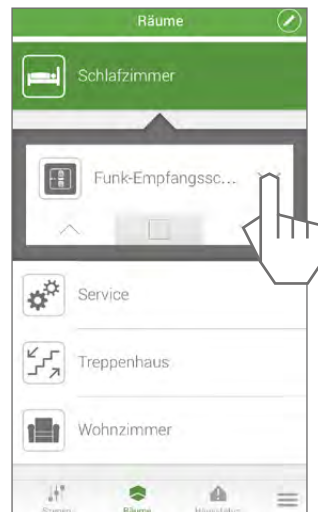 Räume
Schlafzimmer
Funk-Empfangssc...
Service
Treppenhaus
Wohnzimmer
Räume